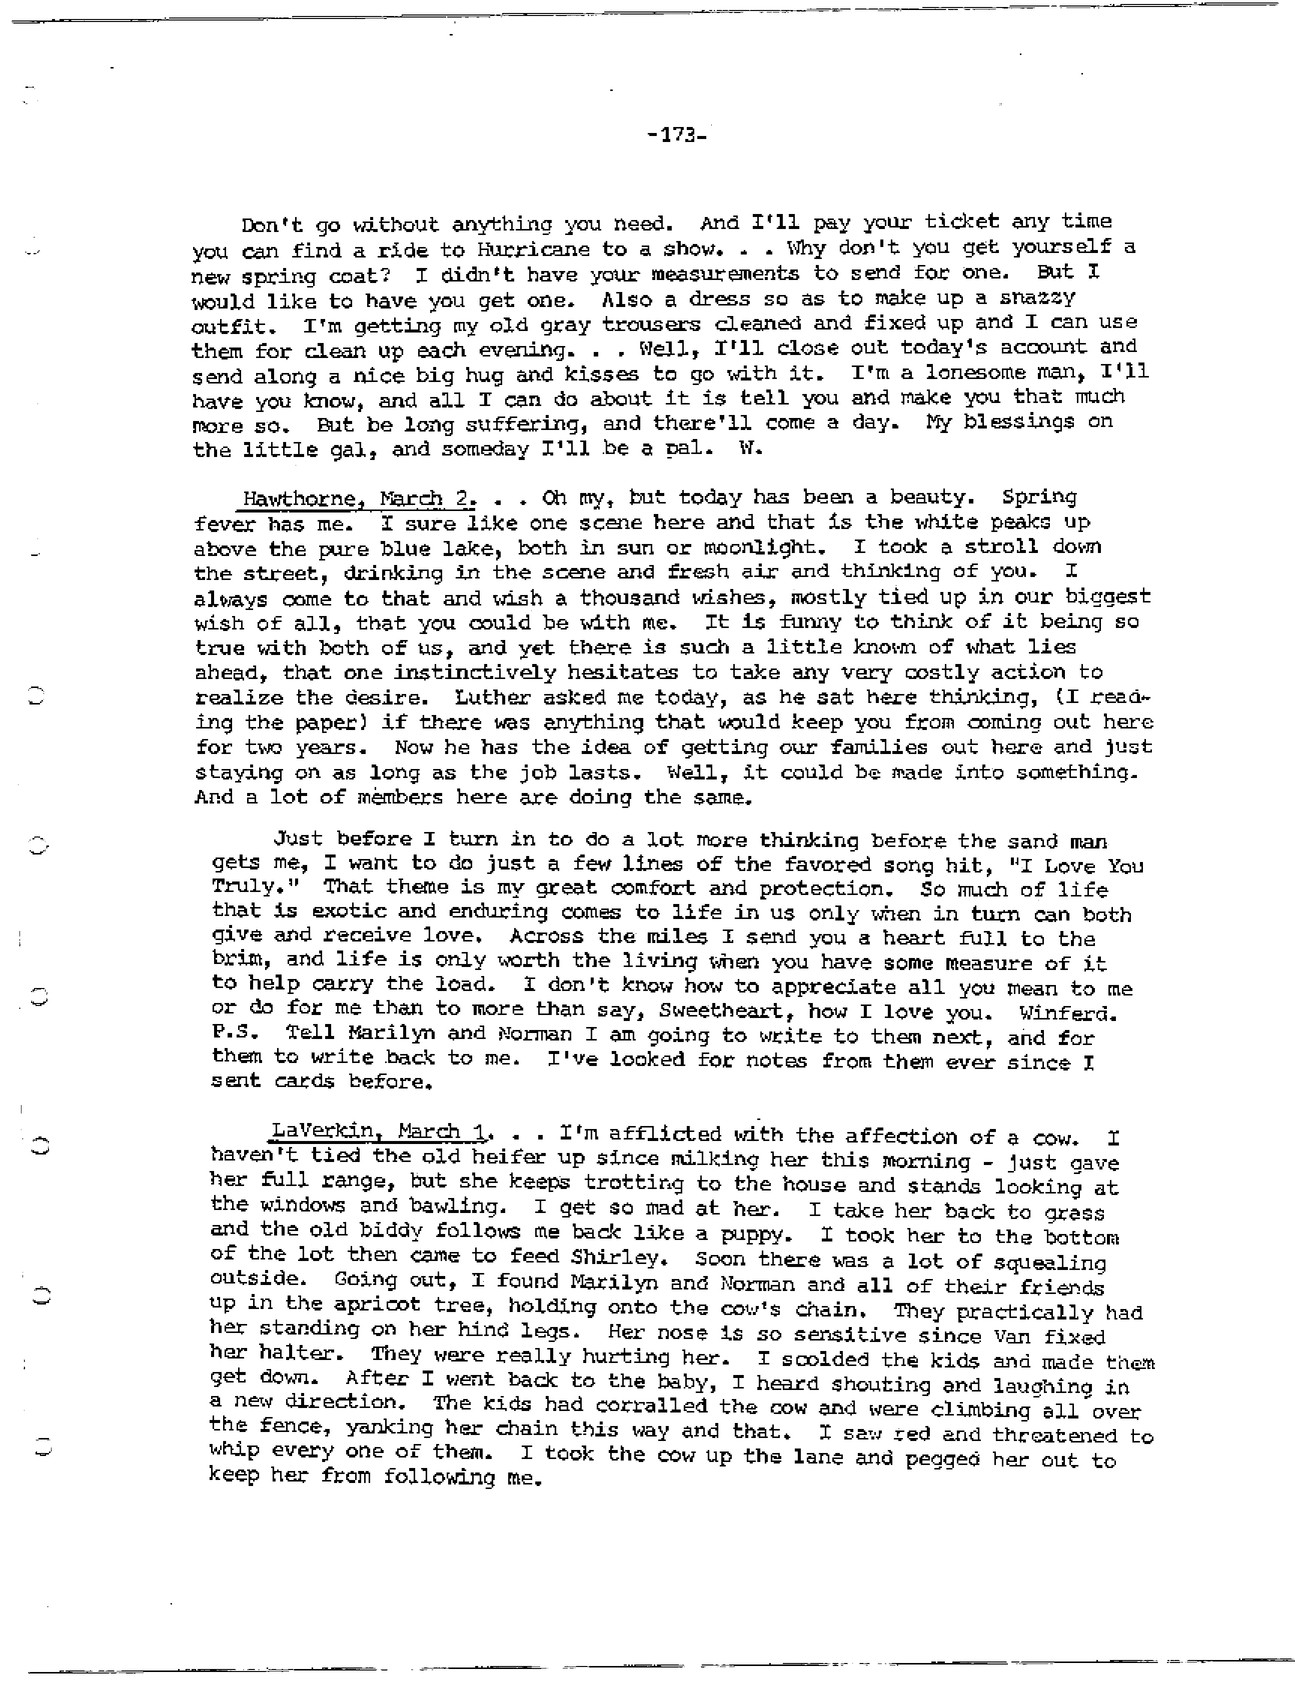 -173-
Don't go without anything you need. And I'll pay your ticket any time
you can find a ride to Hurricane to a show. . . Why don't you get yourself a
new spring coat? I didn't have your measurements to send for one. But I
would like to have you get one. Also a dress so as to make up a snazzy
outfit. I'm getting my old gray trousers cleaned and fixed up and I can use
them for clean up each evening. . . Well, I'll close out today's account and
send along a nice big hug and kisses to go with it. I'm a lonesome man, I'll
have you know, and all I can do about it is tell you and make you that much
more so. But be long suffering, and there'll come a day. My blessings on
the little gal, and someday I'll be a pal. W.
Hawthorne, March 2. . . Oh my, but today has been a beauty. Spring
fever has me. I sure like one scene here and that is the white peaks up
above the pure blue lake, both in sun or moonlight. I took a stroll down
the street, drinking in the scene and fresh air and thinking of you. I
always come to that and wish a thousand wishes, mostly tied up in our biggest
wish of all, that you could be with me. It is funny to think of it being so
true with both of us, and yet there is such a little known of what lies
ahead, that one instinctively hesitates to take any very costly action to
realize the desire. Luther asked me today, as he sat here thinking, (I read-
ing the paper) if there was anything that would keep you from coming out here
for two years. Now he has the idea of getting our families out here and just
staying on as long as the job lasts. Well, it could be made into something.
And a lot of members here are doing the same.
Just before I turn in to do a lot more thinking before the sand man
gets me, I want to do just a few lines of the favored song hit, "I Love You
Truly." That theme is my great comfort and protection. So much of life
that is exotic and enduring comes to life in us only when in turn can both
give and receive love. Across the miles I send you a heart full to the
brim, and life is only worth the living when you have some measure of it
to help carry the load. I don't know how to appreciate all you mean to me
or do for me than to more than say, Sweetheart, how I love you. Winferd.
P.S. Tell Marilyn and Norman I am going to write to them next, and for
them to write back to me. I've looked for notes from them ever since I
sent cards before.
LaVerkin, March 1. . . I'm afflicted with the affection of a cow. I
haven't tied the old heifer up since milking her this morning - just gave
her full range, but she keeps trotting to the house and stands looking at
the windows and bawling. I get so mad at her. I take her back to grass
and the old biddy follows me back like a puppy. I took her to the bottom
of the lot then came to feed Shirley. Soon there was a lot of squealing
outside. Going out, I found Marilyn and Norman and all of their friends
up in the apricot tree, holding onto the cow's chain. They practically had
her standing on her hind legs. Her nose is so sensitive since Van fixed
her halter. They were really hurting her. I scolded the kids and made them
get down. After I went back to the baby, I heard shouting and laughing in
a new direction. The kids had corralled the cow and were climbing all over
the fence, yanking her chain this way and that. I saw red and threatened to
whip every one of them. I took the cow up the lane and pegged her out to
keep her from following me.